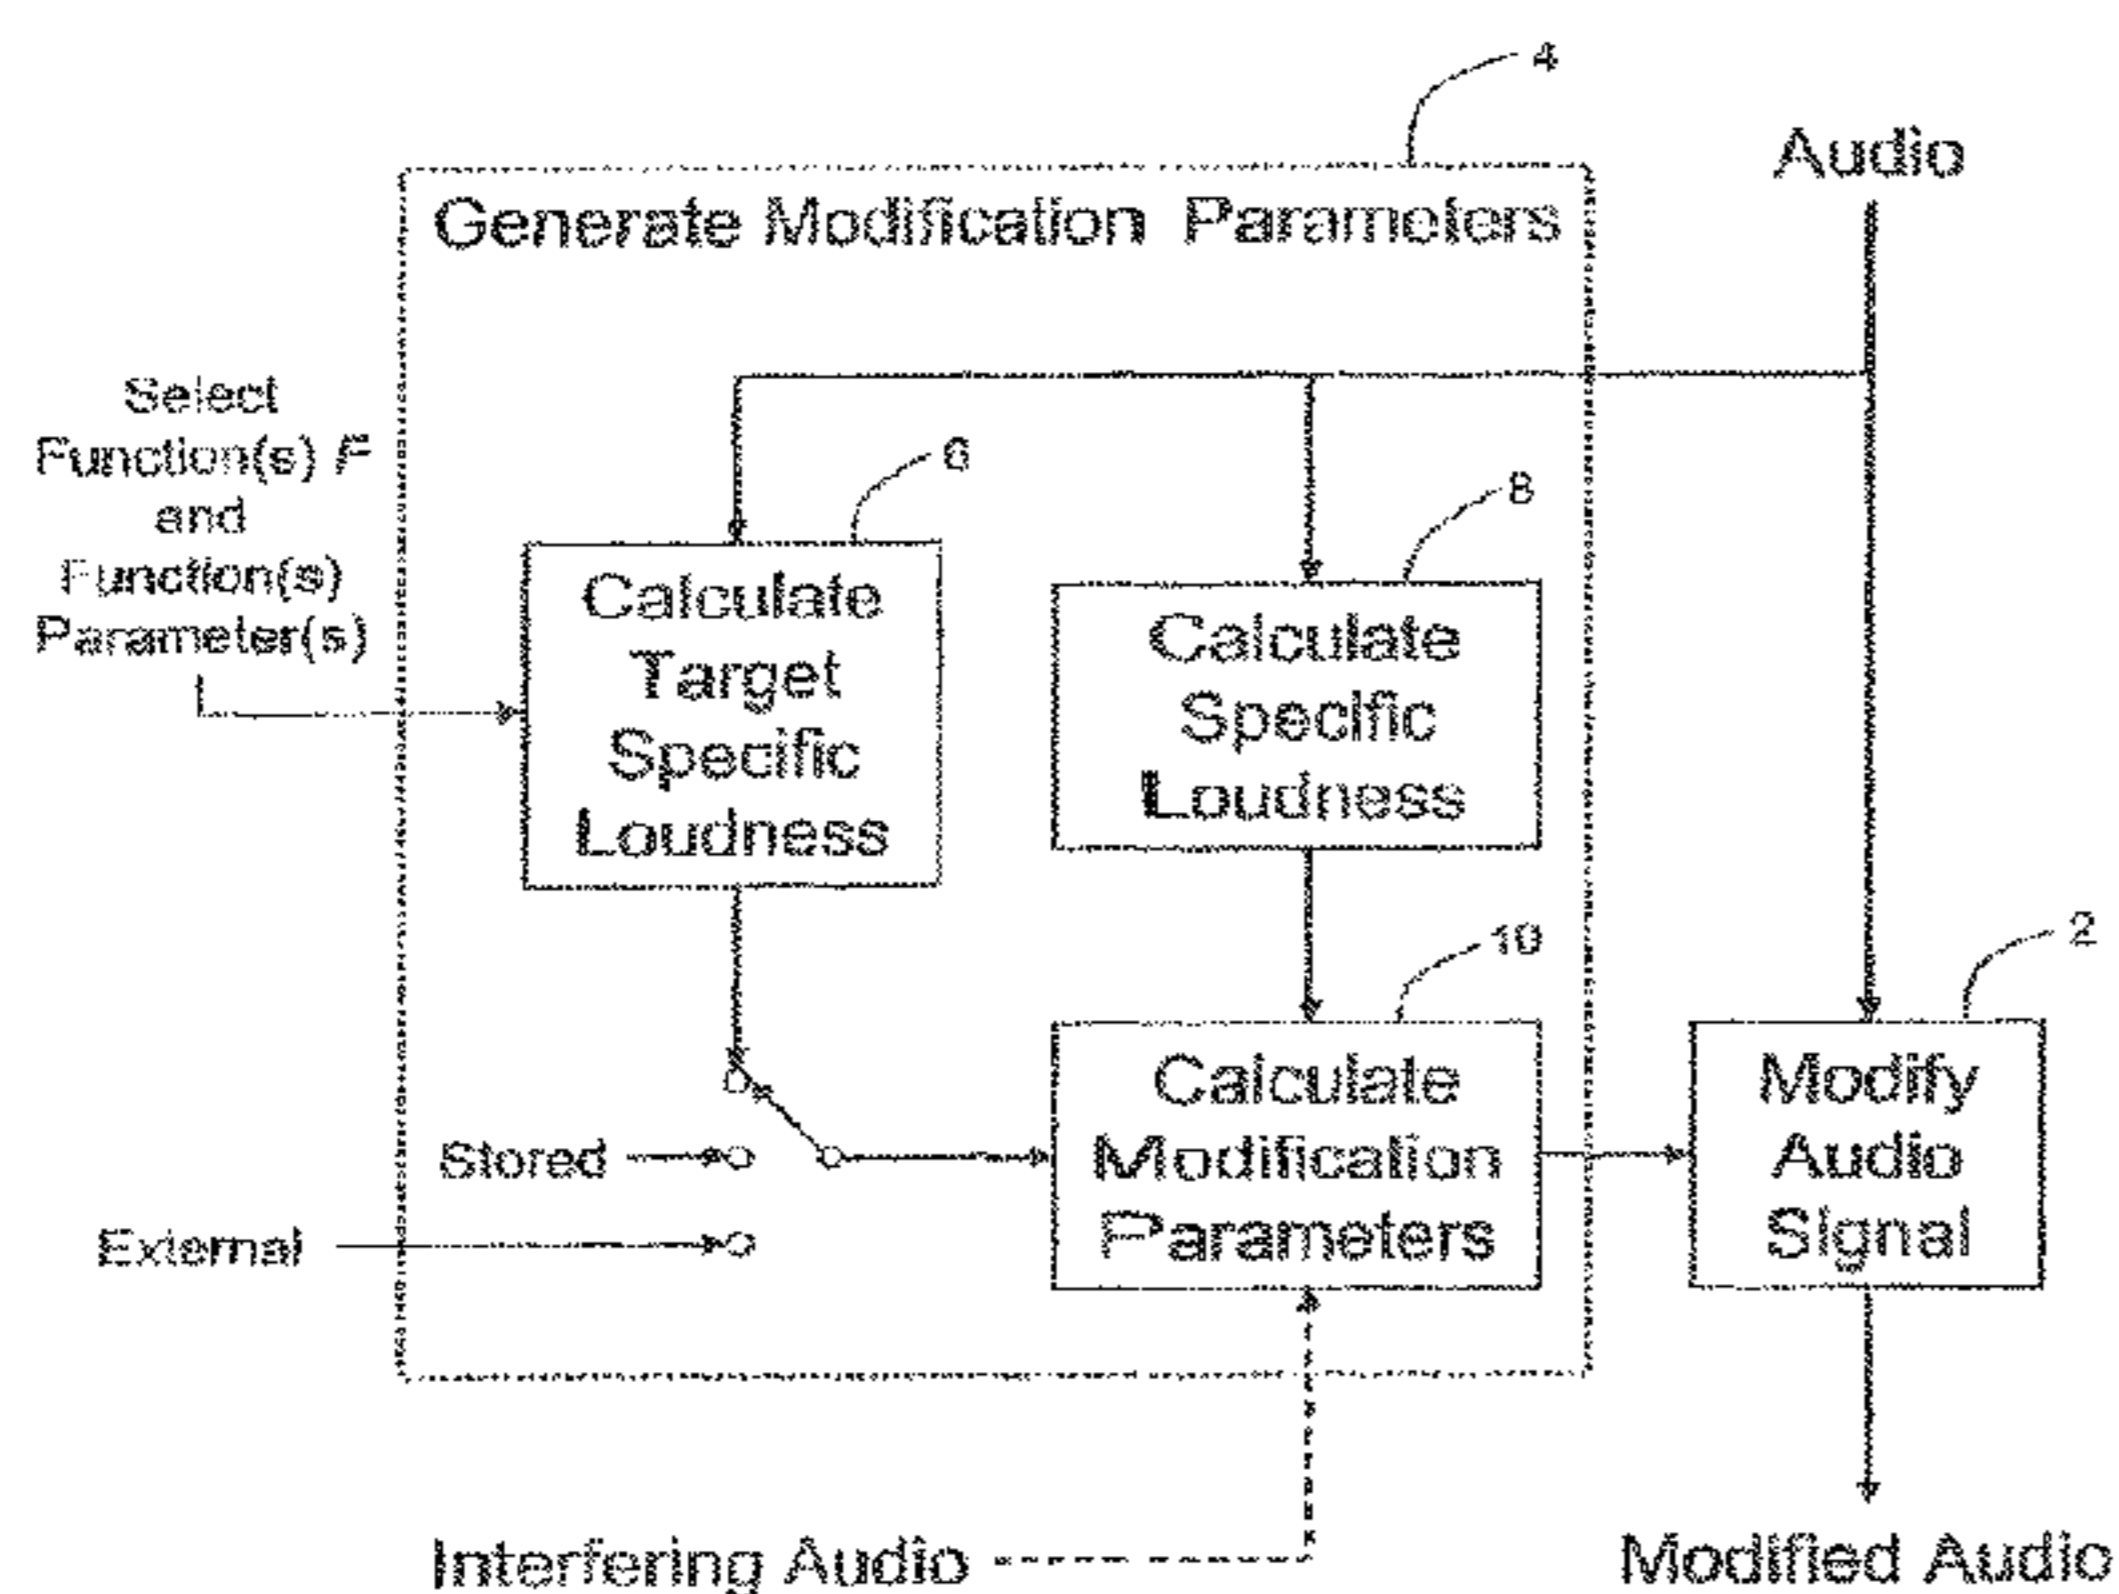 4
Audio
Generate Modification Parameters
Select
Function(s) F
and
Function(s)
Parameter(s)
6
8
Calculate
Target
Specific
Loudness
Calculate
Specific
Loudness
10
2
Calculate
Modification
Parameters
Modify
Audio
Signal
Stored
External
Interfering Audio
Modified Audio